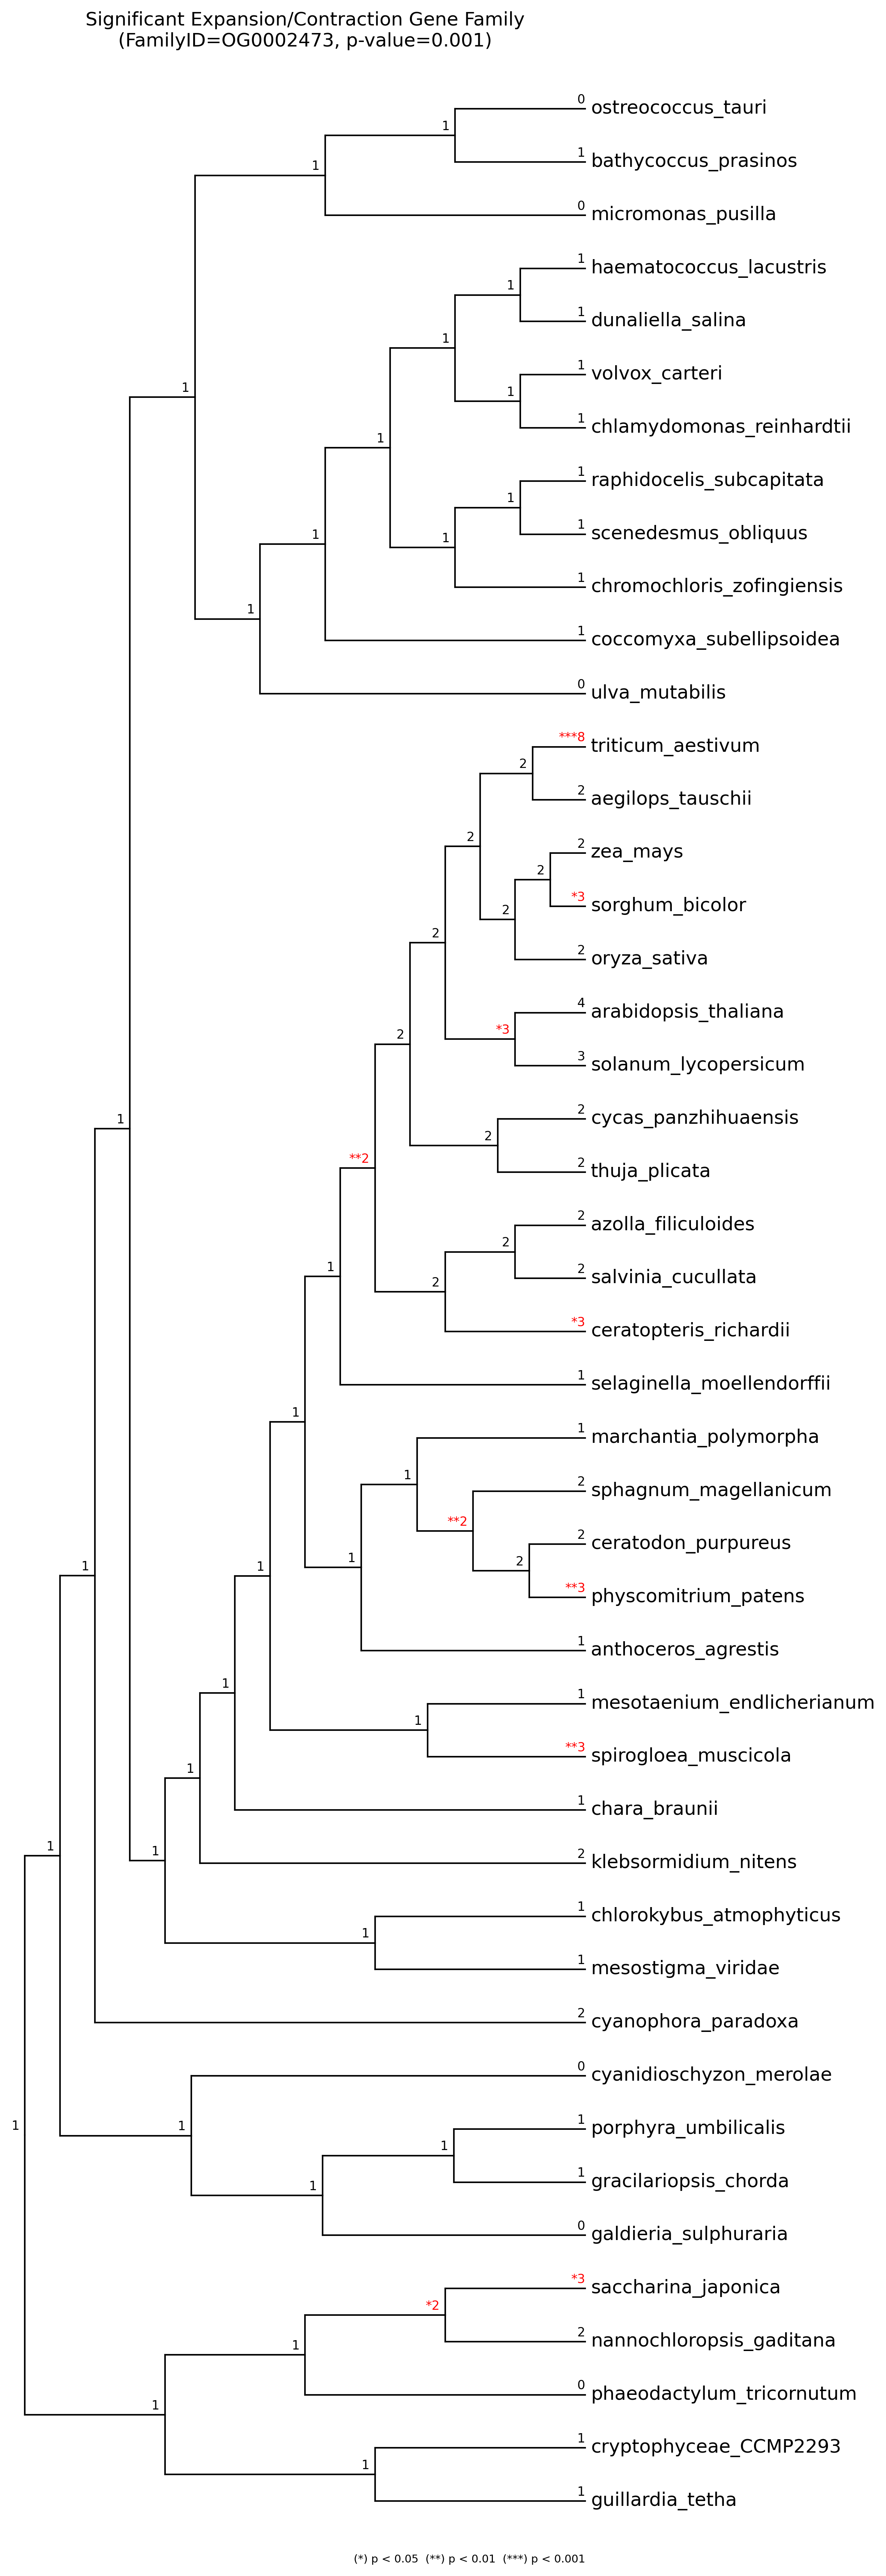 Significant Expansion/Contraction Gene Family
(FamilyID=OG0002473, p-value=0.001)
0
ostreococcus_tauri
1
1
bathycoccus_prasinos
1
0
micromonas_pusilla
1
haematococcus_lacustris
1
1
dunaliella_salina
1
1
volvox_carteri
1
1
1
chlamydomonas_reinhardtii
1
1
raphidocelis_subcapitata
1
1
scenedesmus_obliquus
1
1
1
chromochloris_zofingiensis
1
1
coccomyxa_subellipsoidea
0
ulva_mutabilis
***8
triticum_aestivum
2
2
aegilops_tauschii
2
2
zea_mays
2
*3
sorghum_bicolor
2
2
2
oryza_sativa
4
arabidopsis_thaliana
*3
2
3
solanum_lycopersicum
2
cycas_panzhihuaensis
1
2
**2
2
thuja_plicata
2
azolla_filiculoides
2
1
2
2
salvinia_cucullata
*3
ceratopteris_richardii
1
selaginella_moellendorffii
1
1
marchantia_polymorpha
1
2
sphagnum_magellanicum
**2
2
ceratodon_purpureus
1
2
1
1
**3
physcomitrium_patens
1
anthoceros_agrestis
1
1
mesotaenium_endlicherianum
1
**3
spirogloea_muscicola
1
1
chara_braunii
1
1
2
klebsormidium_nitens
1
chlorokybus_atmophyticus
1
1
mesostigma_viridae
2
cyanophora_paradoxa
0
cyanidioschyzon_merolae
1
1
1
porphyra_umbilicalis
1
1
gracilariopsis_chorda
1
0
galdieria_sulphuraria
*3
saccharina_japonica
*2
1
2
nannochloropsis_gaditana
0
phaeodactylum_tricornutum
1
1
cryptophyceae_CCMP2293
1
1
guillardia_tetha
(*) p < 0.05 (**) p < 0.01 (***) p < 0.001